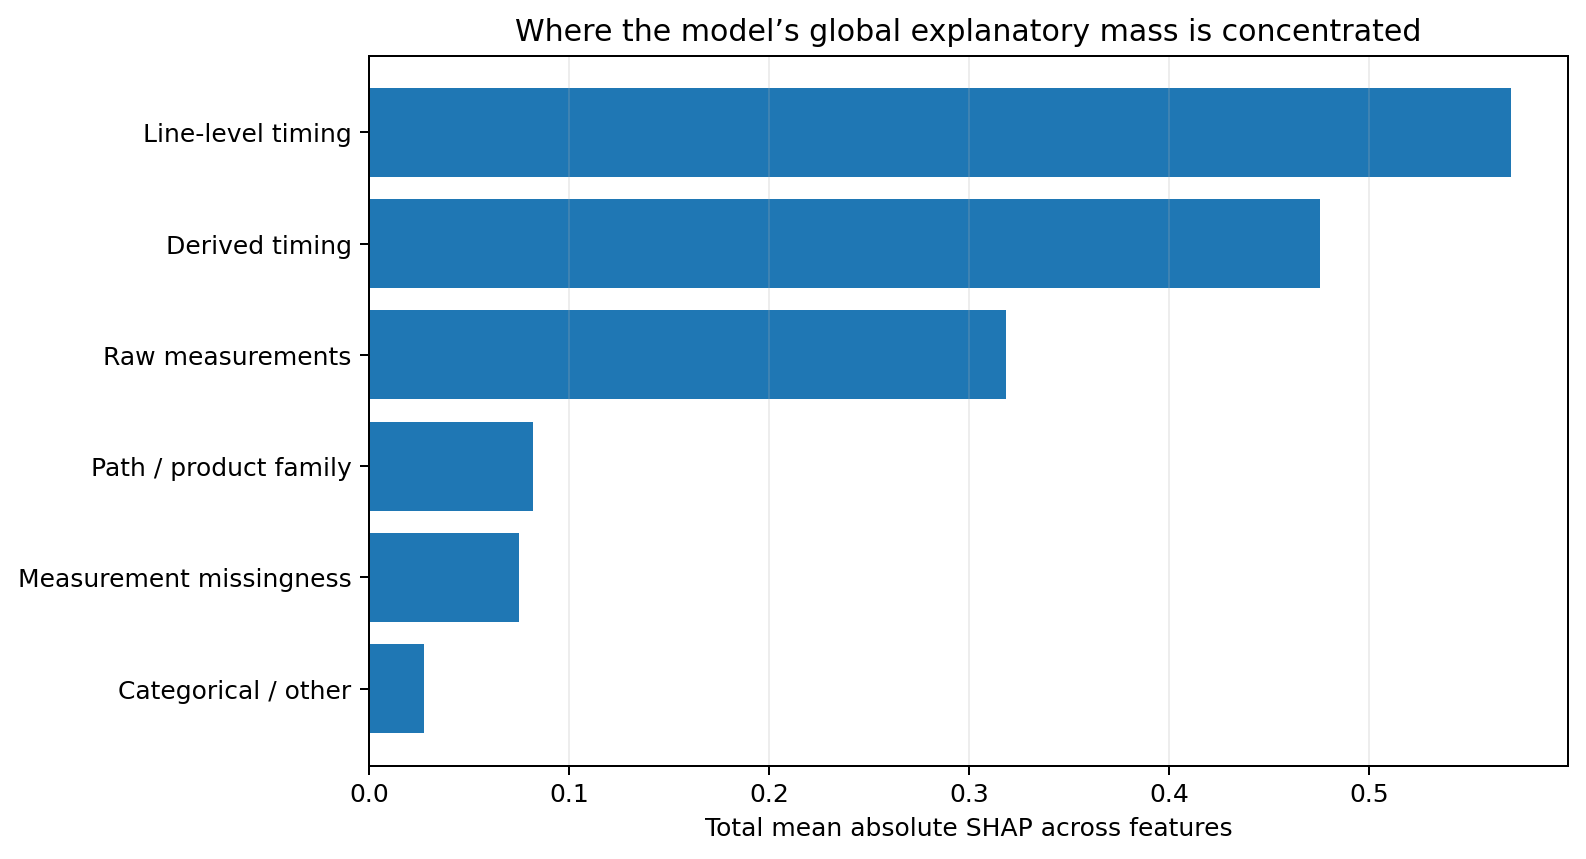 Where the model’s global explanatory mass is concentrated
Line-level timing
Derived timing
Raw measurements
Path / product family
Measurement missingness
Categorical / other
0.0 0.1 0.2 0.3 0.4 0.5
Total mean absolute SHAP across features